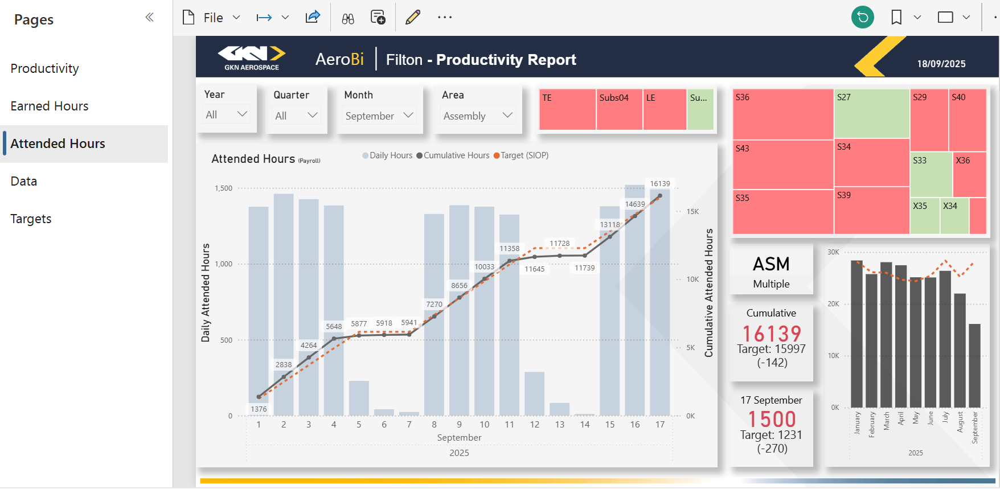 Pages
Productivity
Earned Hours
Attended Hours
Data
Targets
File
GKN AEROSPACE
AeroBi
Filton - Productivity Report
18/09/2025
Year
All
Quarter
All
Month
September
Area
Assembly
TE
Subs04
LE
Su...
S36
S27
S29
S40
S43
S34
S33
X36
S35
S39
X35
X34
Attended Hours (Payroll)
Daily Hours
Cumulative Hours
Target (SIOP)
Daily Attended Hours
1,500
1,000
500
0
1376
2838
4264
5648
5877
5918
5941
7270
8656
10033
11358
11645
11728
11739
13118
14639
16139
15K
10K
5K
0K
Cumulative Attended Hours
1 2 3 4 5 6 7 8 9 10 11 12 13 14 15 16 17
September
2025
ASM
Multiple
Cumulative
16139
Target: 15997
(-142)
17 September
1500
Target: 1231
(-270)
30K
20K
10K
0K
January
February
March
April
May
June
July
August
September
2025